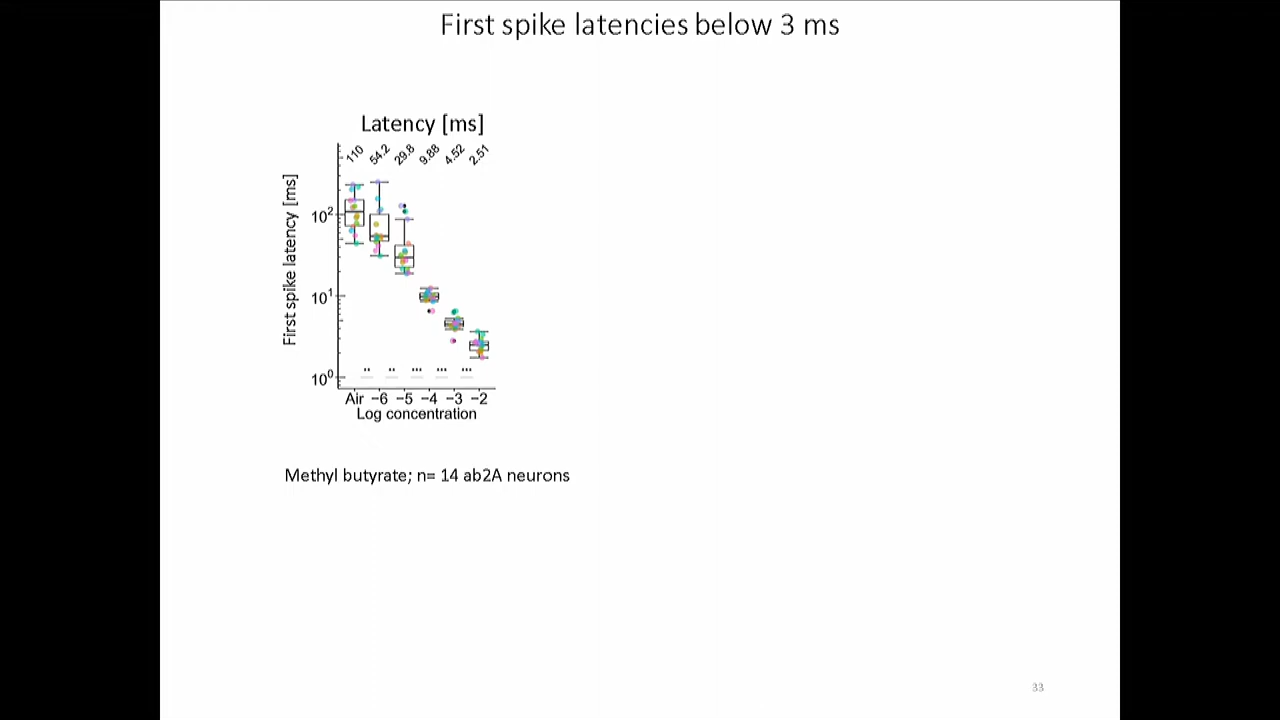 First spike latencies below 3 ms
Latency [ms]
110 54.2 29.8 9.88 4.52 2.51
First spike latency [ms]
10²
10¹
10⁰
** ** *** *** ***
Air −6 −5 −4 −3 −2
Log concentration
Methyl butyrate; n= 14 ab2A neurons
33